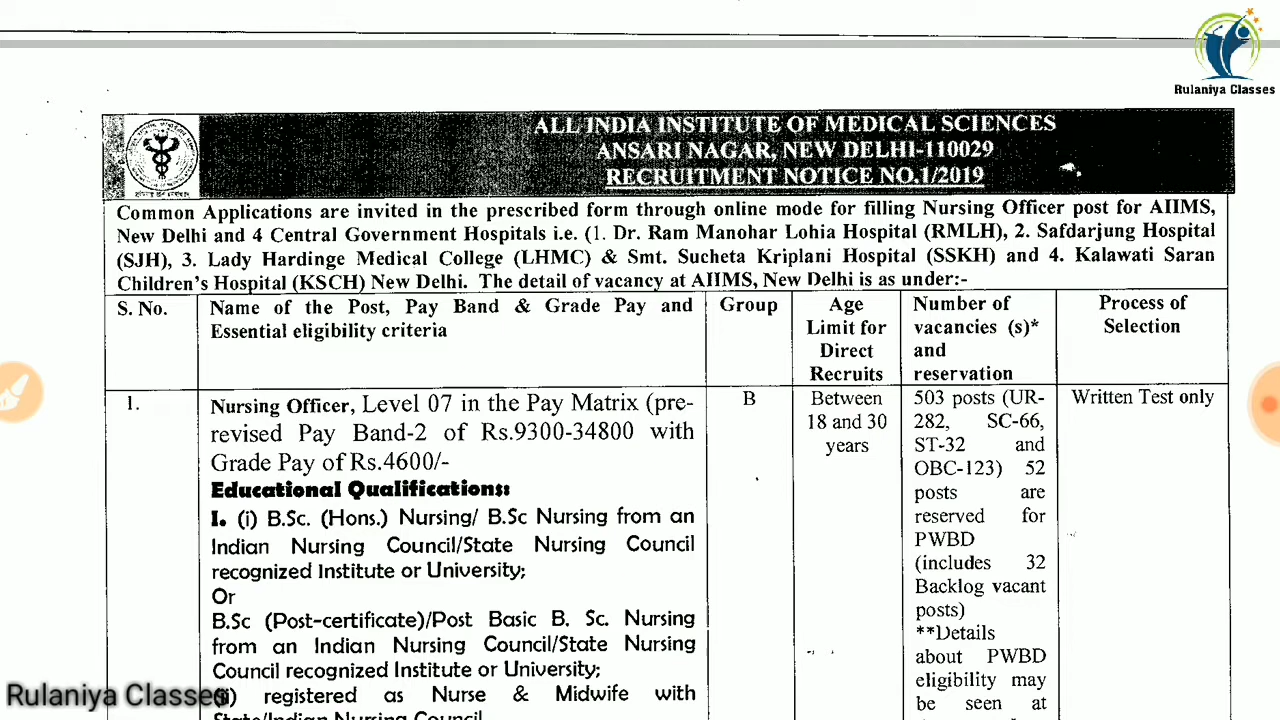 Rulaniya Classes
ALL INDIA INSTITUTE OF MEDICAL SCIENCES
ANSARI NAGAR, NEW DELHI-110029
RECRUITMENT NOTICE NO.1/2019
Common Applications are invited in the prescribed form through online mode for filling Nursing Officer post for AIIMS,
New Delhi and 4 Central Government Hospitals i.e. (1. Dr. Ram Manohar Lohia Hospital (RMLH), 2. Safdarjung Hospital
(SJH), 3. Lady Hardinge Medical College (LHMC) & Smt. Sucheta Kriplani Hospital (SSKH) and 4. Kalawati Saran
Children's Hospital (KSCH) New Delhi. The detail of vacancy at AIIMS, New Delhi is as under:-
S. No.
Name of the Post, Pay Band & Grade Pay and
Essential eligibility criteria
Group
Age
Limit for
Direct
Recruits
Number of
vacancies (s)*
and
reservation
Process of
Selection
1.
Nursing Officer, Level 07 in the Pay Matrix (pre-
revised Pay Band-2 of Rs.9300-34800 with
Grade Pay of Rs.4600/-
Educational Qualifications:
I. (i) B.Sc. (Hons.) Nursing/ B.Sc Nursing from an
Indian Nursing Council/State Nursing Council
recognized Institute or University;
Or
B.Sc (Post-certificate)/Post Basic B. Sc. Nursing
from an Indian Nursing Council/State Nursing
Council recognized Institute or University;
registered as Nurse & Midwife with
State/Indian Nursing Council
B
Between
18 and 30
years
503 posts (UR-
282, SC-66,
ST-32 and
OBC-123) 52
posts are
reserved for
PWBD
(includes 32
Backlog vacant
posts)
**Details
about PWBD
eligibility may
be seen at
Written Test only
Rulaniya Classes